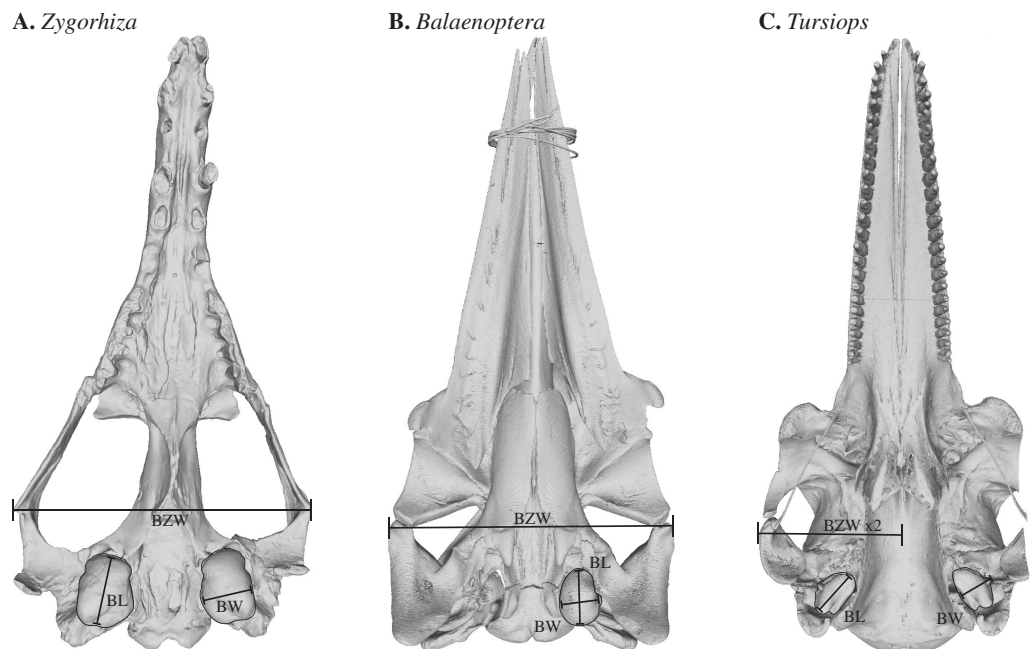 A. Zygorhiza
B. Balaenoptera
C. Tursiops
BZW
BL
BW
BZW
BL
BW
BZW x2
BL
BW